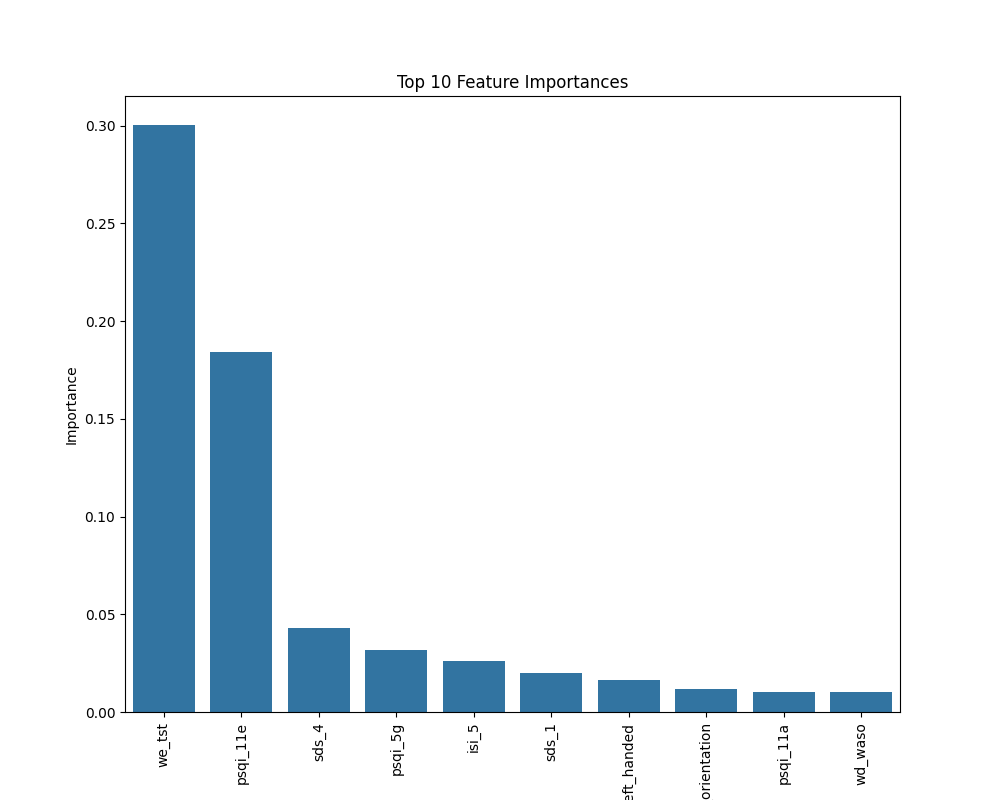 Top 10 Feature Importances
Importance
0.30
0.25
0.20
0.15
0.10
0.05
0.00
we_tst
psqi_11e
sds_4
psqi_5g
isi_5
sds_1
eft_handed
orientation
psqi_11a
wd_waso